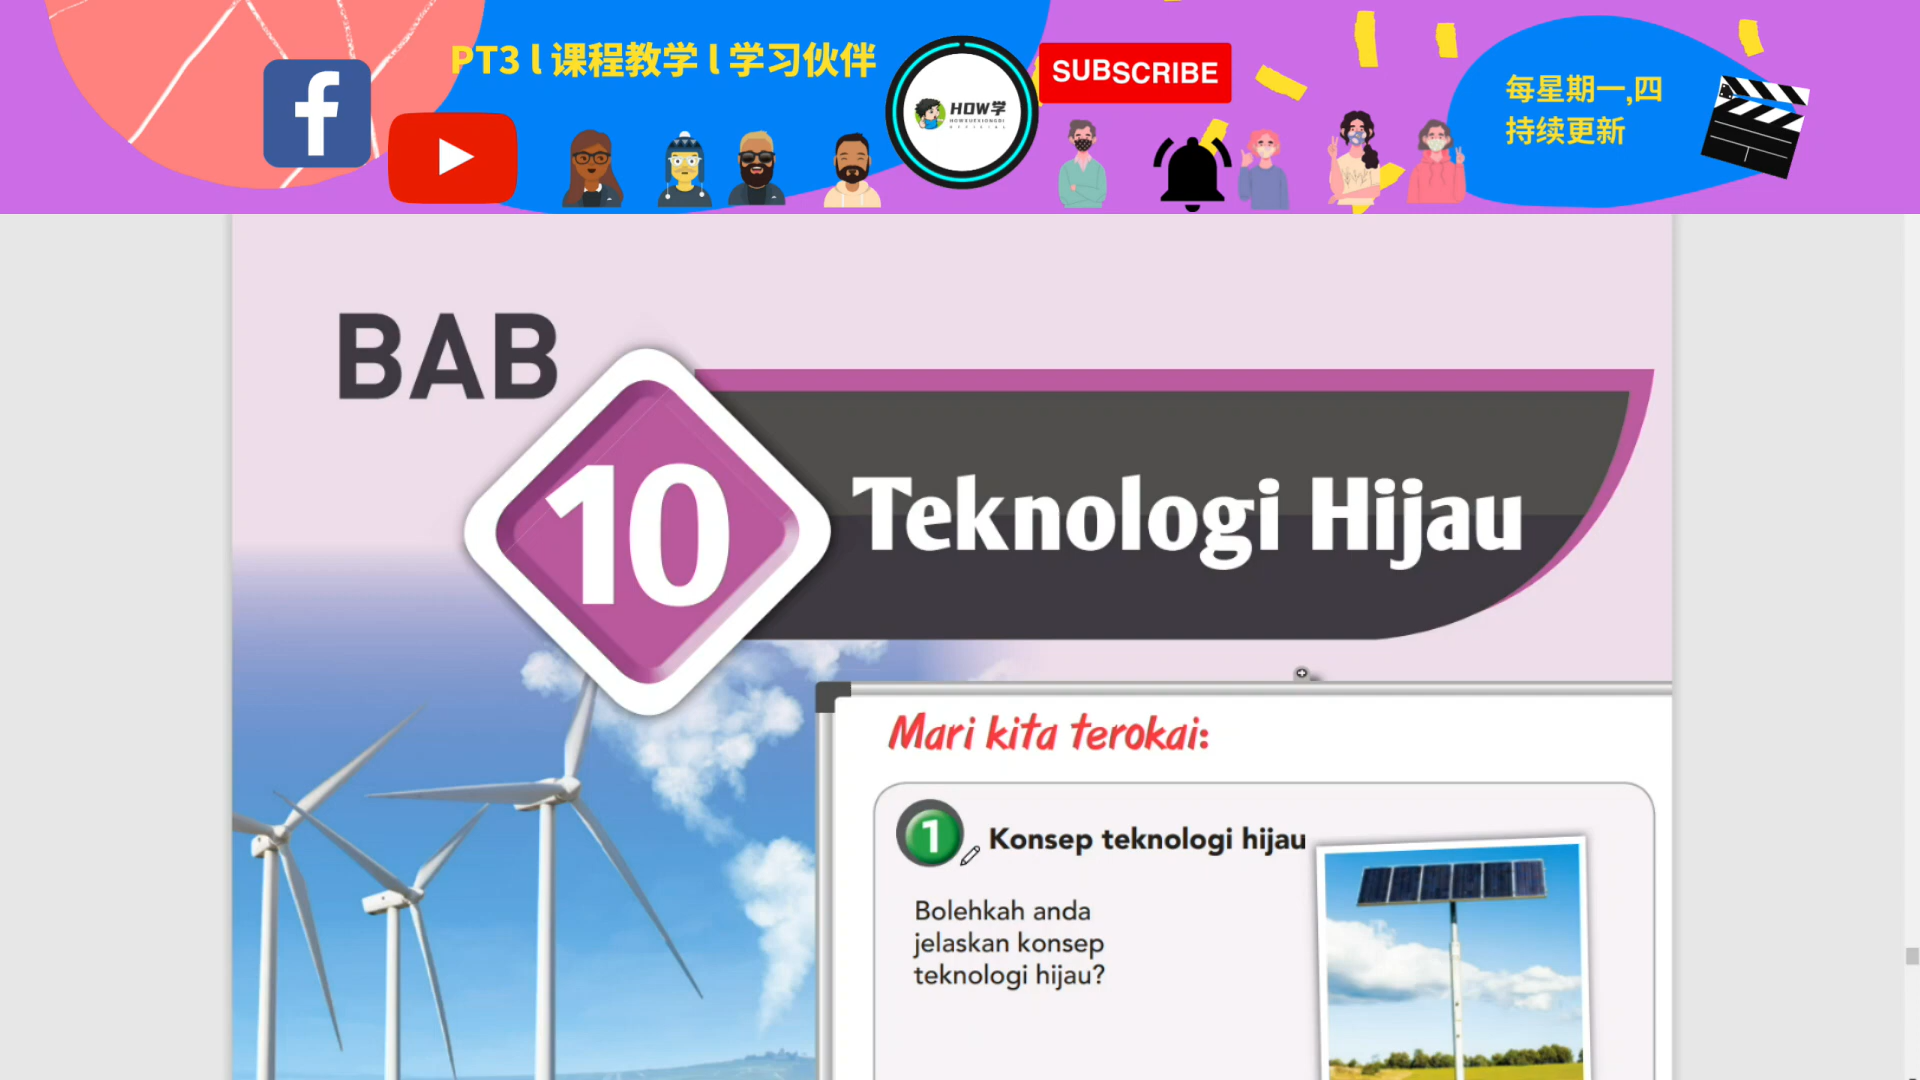 PT3 l 课程教学 l 学习伙伴
HOW学
SUBSCRIBE
每星期一,四
持续更新
BAB
10
Teknologi Hijau
Mari kita terokai:
1
Konsep teknologi hijau
Bolehkah anda
jelaskan konsep
teknologi hijau?